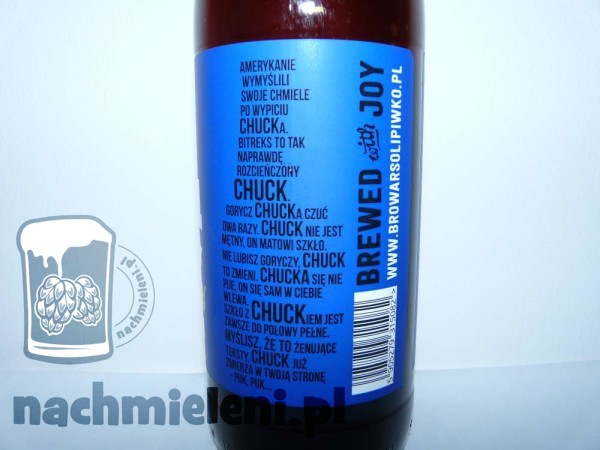 AMERYKANIE
WYMYŚLILI
SWOJE CHMIELE
PO WYPICIU
CHUCKA.
BITREKS TO TAK
NAPRAWDĘ
ROZCIEŃCZONY
CHUCK.
GORYCZ CHUCKA CZUĆ
DWA RAZY. CHUCK NIE JEST
MĘTNY, ON MATOWI SZKŁO.
NIE LUBISZ GORYCZY, CHUCK
TO ZMIENI. CHUCKA SIĘ NIE
PIJE, ON SIĘ SAM W CIEBIE
WLEWA.
SZKŁO Z CHUCKIEM JEST
ZAWSZE DO POŁOWY PEŁNE.
MYŚLISZ, ŻE TO ŻENUJĄCE
TEKSTY, CHUCK JUŻ
ZMIERZA W TWOJĄ STRONĘ
- PUK, PUK...
BREWED with JOY
WWW.BROWARSOLIPIWKO.PL
nachmieleni.pl
nachmieleni.pl